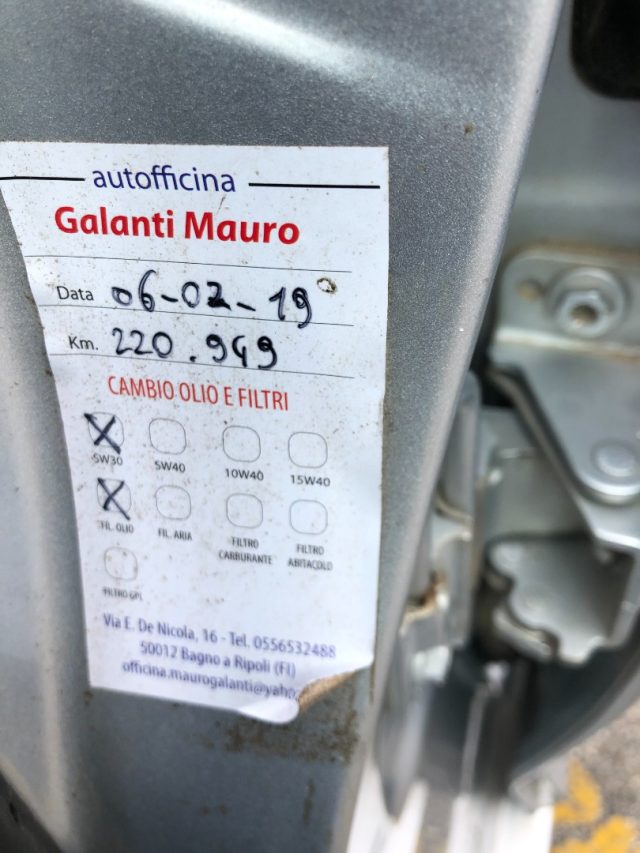 autofficina
Galanti Mauro
Data 06-02-19
Km. 220.949
CAMBIO OLIO E FILTRI
5W30 5W40 10W40 15W40
FIL. OLIO FIL. ARIA FILTRO CARBURANTE FILTRO ABITACOLO
FILTRO GPL
Via E. De Nicola, 16 - Tel. 0556532488
50012 Bagno a Ripoli (FI)
officina.maurogalanti@yaho